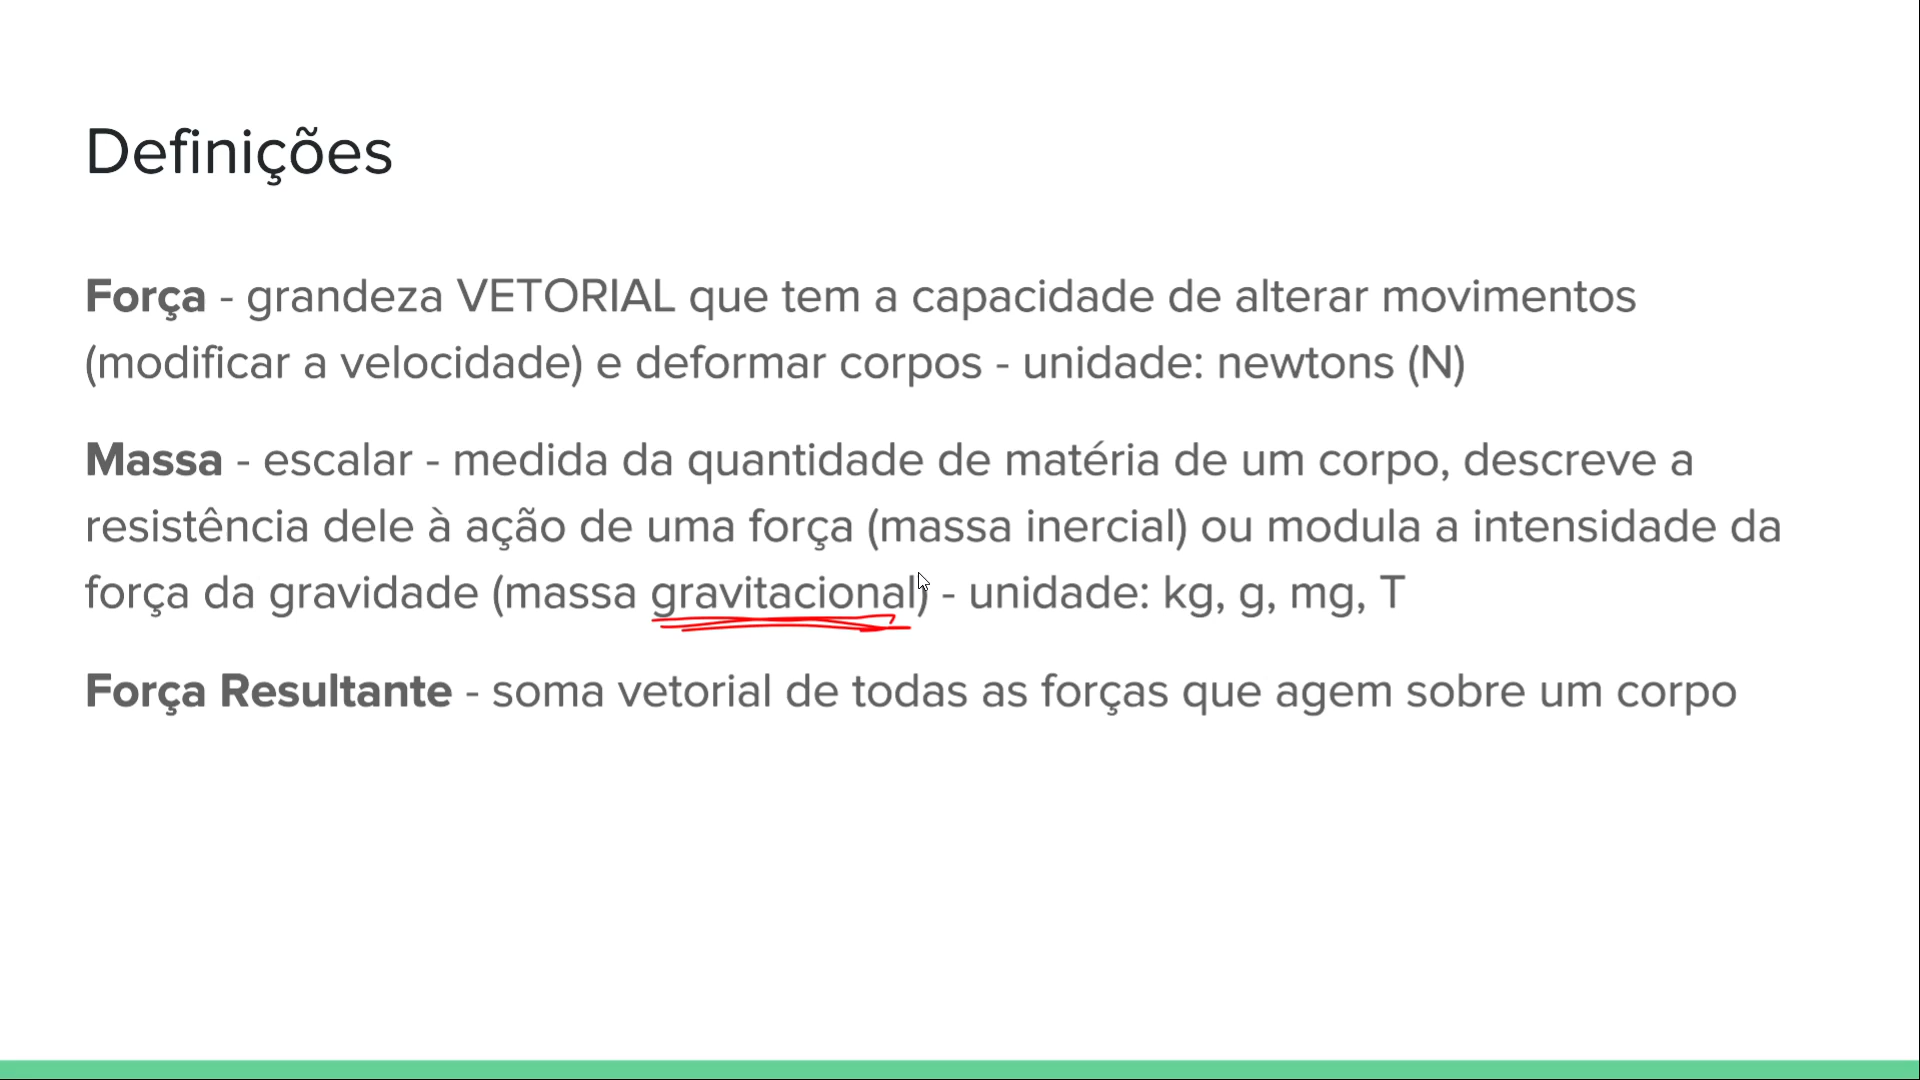 Definições
Força - grandeza VETORIAL que tem a capacidade de alterar movimentos
(modificar a velocidade) e deformar corpos - unidade: newtons (N)
Massa - escalar - medida da quantidade de matéria de um corpo, descreve a
resistência dele à ação de uma força (massa inercial) ou modula a intensidade da
força da gravidade (massa gravitacional) - unidade: kg, g, mg, T
Força Resultante - soma vetorial de todas as forças que agem sobre um corpo